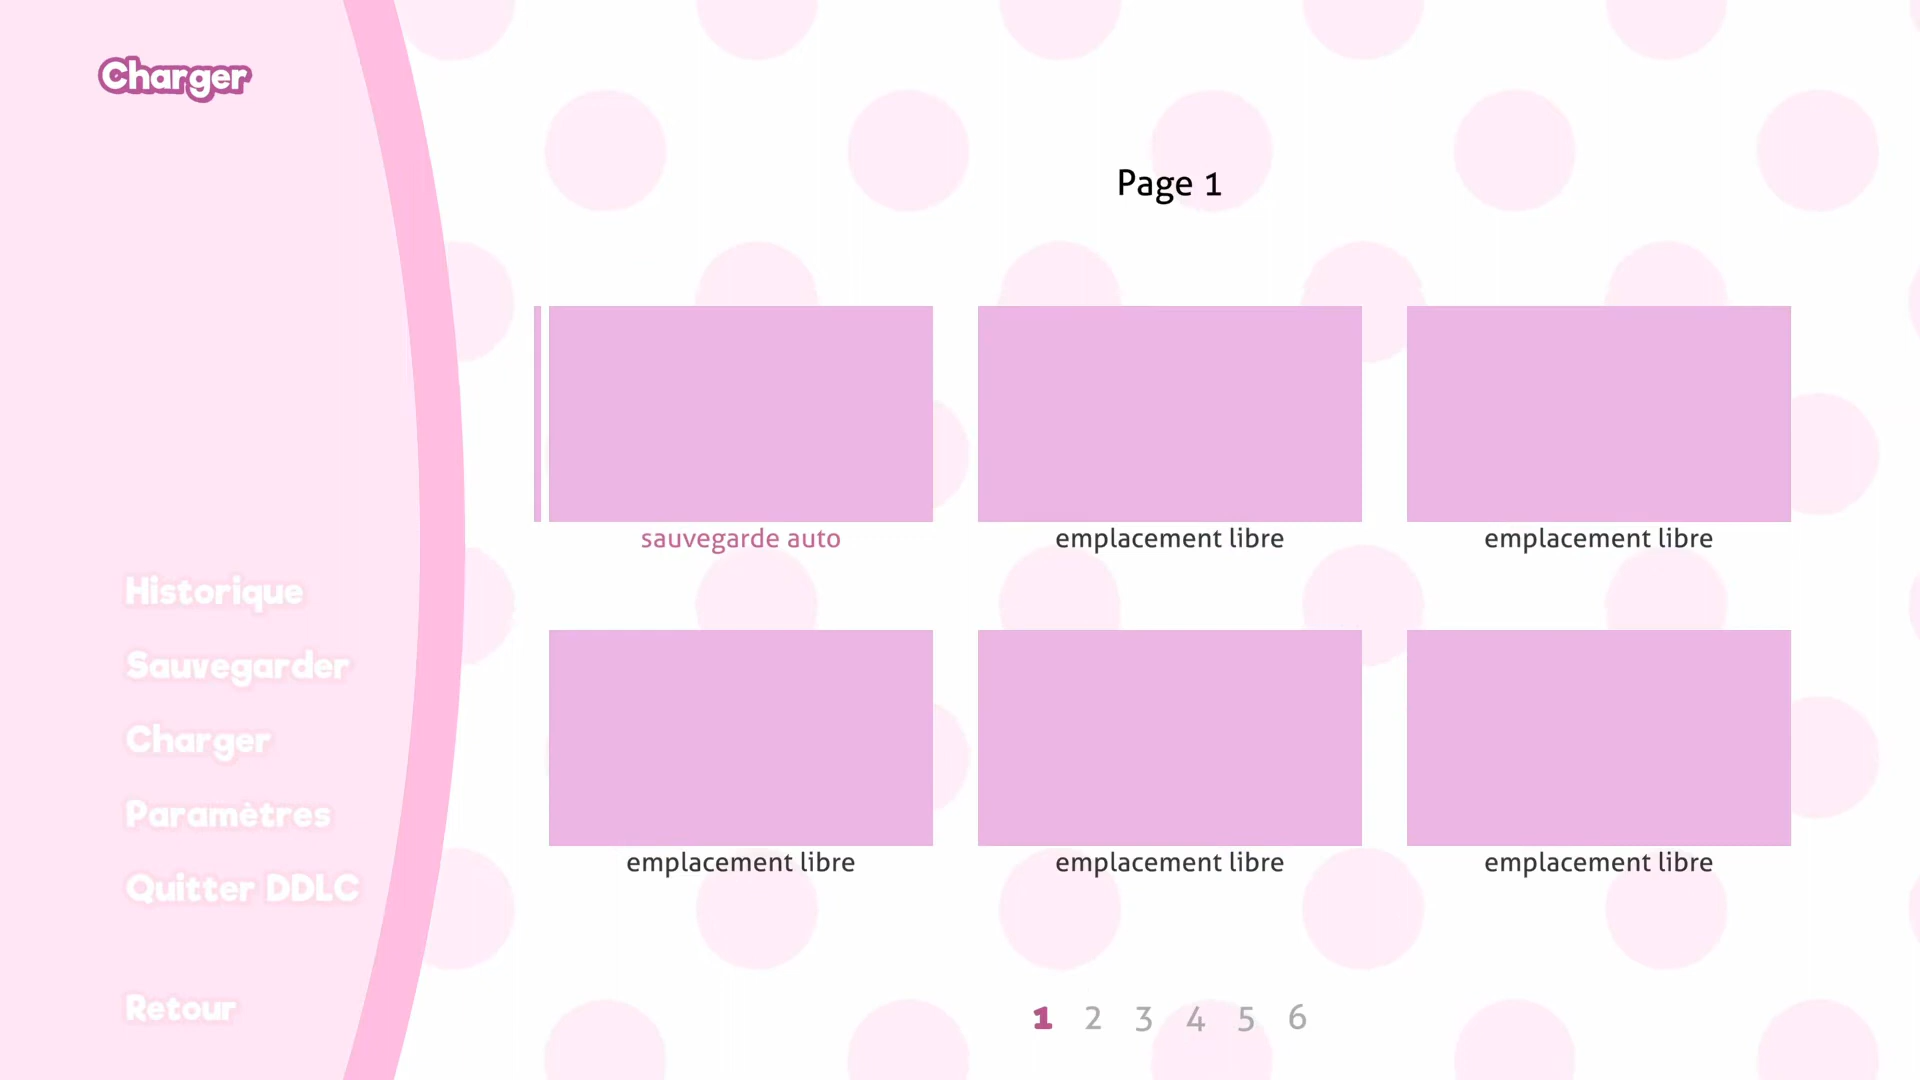 Charger
Page 1
sauvegarde auto
emplacement libre
emplacement libre
emplacement libre
emplacement libre
emplacement libre
Historique
Sauvegarder
Charger
Paramètres
Quitter DDLC
Retour
1 2 3 4 5 6